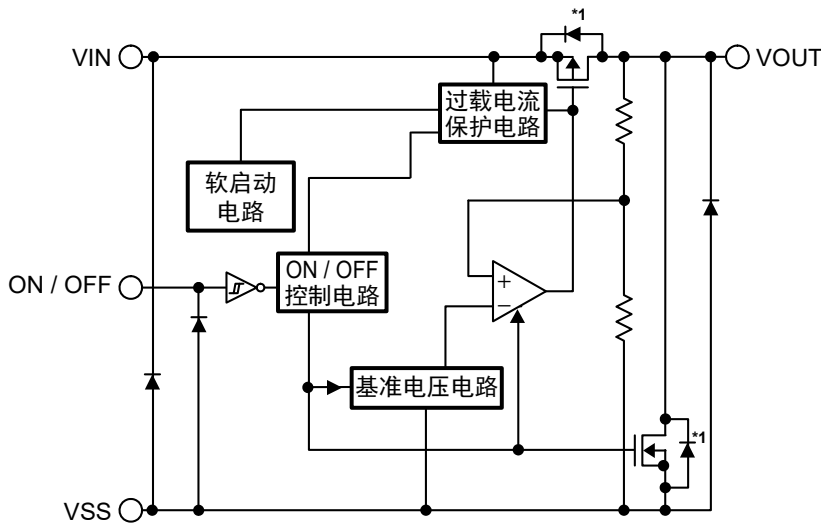 *1
VIN
VOUT
过载电流
保护电路
软启动
电路
ON / OFF
ON / OFF
控制电路
+
−
基准电压电路
*1
VSS